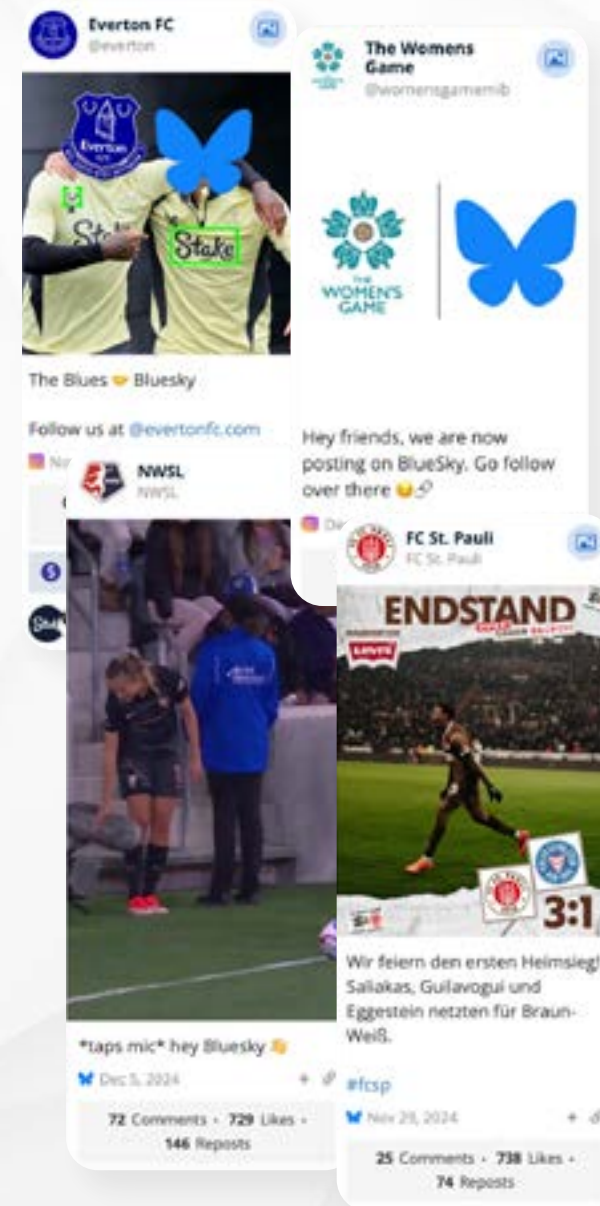 Everton FC
@everton
Everton
Stake
The Blues 🤝 Bluesky
Follow us at @evertonfc.com
The Womens
Game
@womensgamemib
THE
WOMEN'S
GAME
Hey friends, we are now
posting on BlueSky. Go follow
over there
NWSL
NWSL
*taps mic* hey Bluesky 👋
Dec 5, 2024
72 Comments • 729 Likes •
146 Reposts
FC St. Pauli
FC St. Pauli
ENDSTAND
Levi's
3:1
Wir feiern den ersten Heimsieg!
Saliakas, Guilavogui und
Eggestein netzten für Braun-
Weiß.
#fcsp
Nov 29, 2024
25 Comments • 738 Likes •
74 Reposts